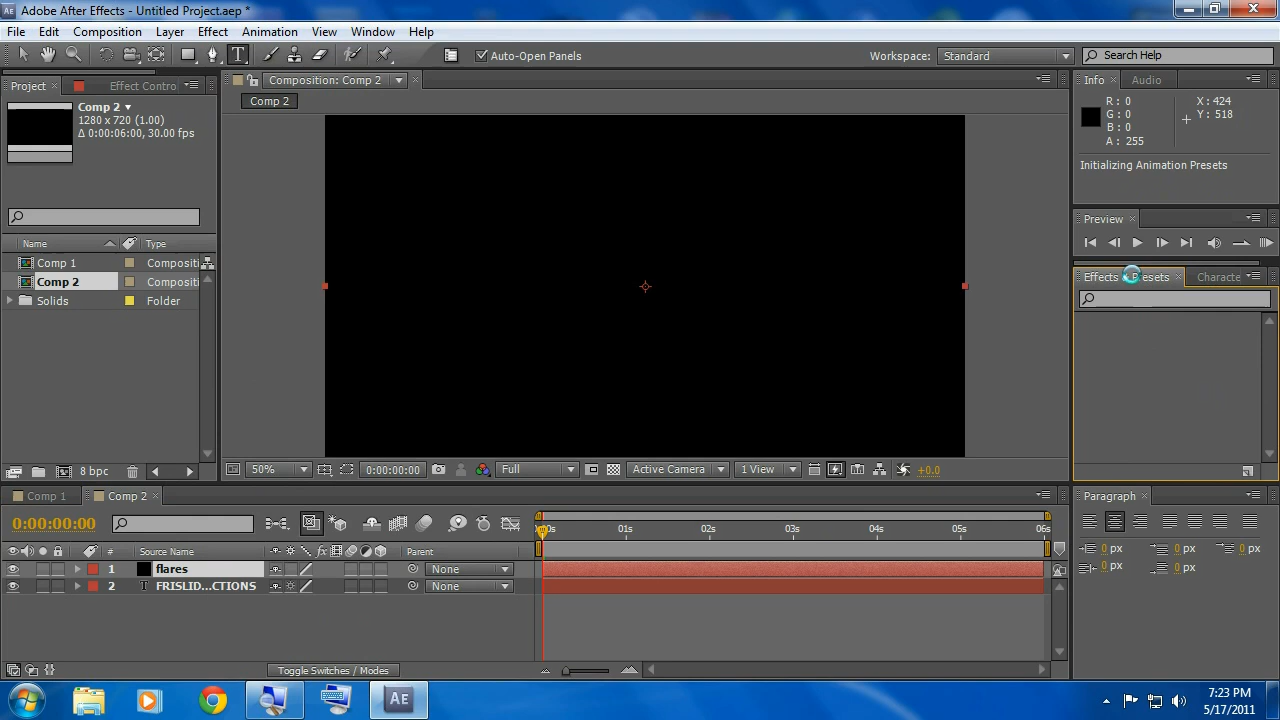 Ae Adobe After Effects - Untitled Project.aep *
File Edit Composition Layer Effect Animation View Window Help
T Auto-Open Panels Workspace: Standard Search Help
Project Effect Contro Composition: Comp 2 Info Audio
Comp 2
1280 x 720 (1.00)
Δ 0:00:06:00, 30.00 fps
Comp 2
R: 0
G: 0
B: 0
A: 255
X: 424
Y: 518
Initializing Animation Presets
Preview
Name Type
Comp 1 Compositi
Comp 2 Compositi
Solids Folder
Effects Presets Characte
8 bpc
50% 0:00:00:00 Full Active Camera 1 View +0.0
Comp 1 Comp 2 Paragraph
0:00:00:00
01s 02s 03s 04s 05s 06s
# Source Name fx Parent
1 flares None
2 T FRISLID...CTIONS None
0 px 0 px 0 px
0 px 0 px
Toggle Switches / Modes
Ae
7:23 PM
5/17/2011